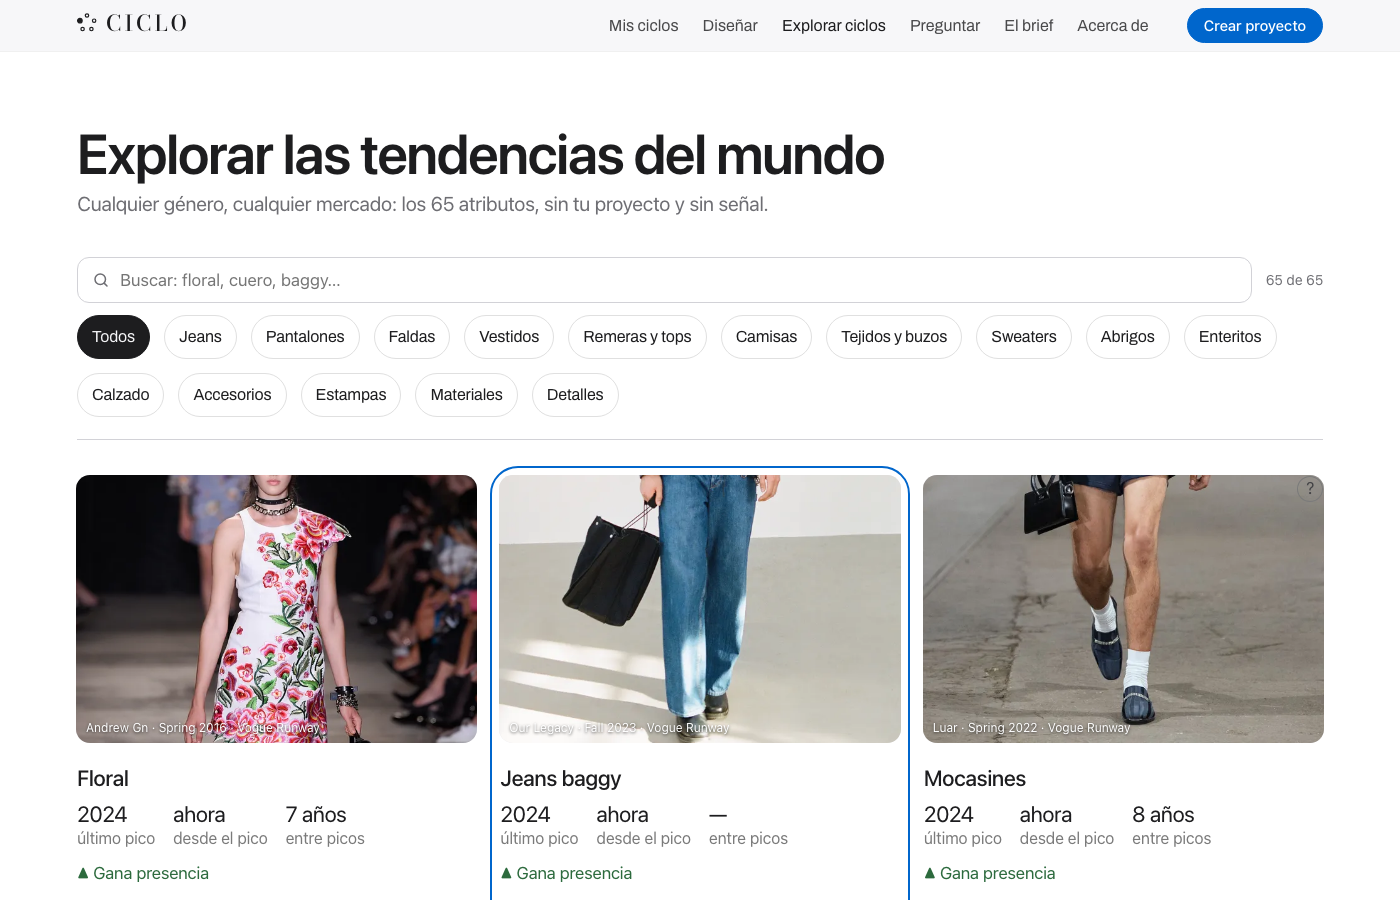 CICLO
Mis ciclos Diseñar Explorar ciclos Preguntar El brief Acerca de Crear proyecto
Explorar las tendencias del mundo
Cualquier género, cualquier mercado: los 65 atributos, sin tu proyecto y sin señal.
Buscar: floral, cuero, baggy...
65 de 65
Todos Jeans Pantalones Faldas Vestidos Remeras y tops Camisas Tejidos y buzos Sweaters Abrigos Enteritos
Calzado Accesorios Estampas Materiales Detalles
?
Andrew Gn · Spring 2016 · Vogue Runway
Our Legacy · Fall 2023 · Vogue Runway
Luar · Spring 2022 · Vogue Runway
Floral
2024 ahora 7 años
último pico desde el pico entre picos
▲ Gana presencia
Jeans baggy
2024 ahora —
último pico desde el pico entre picos
▲ Gana presencia
Mocasines
2024 ahora 8 años
último pico desde el pico entre picos
▲ Gana presencia